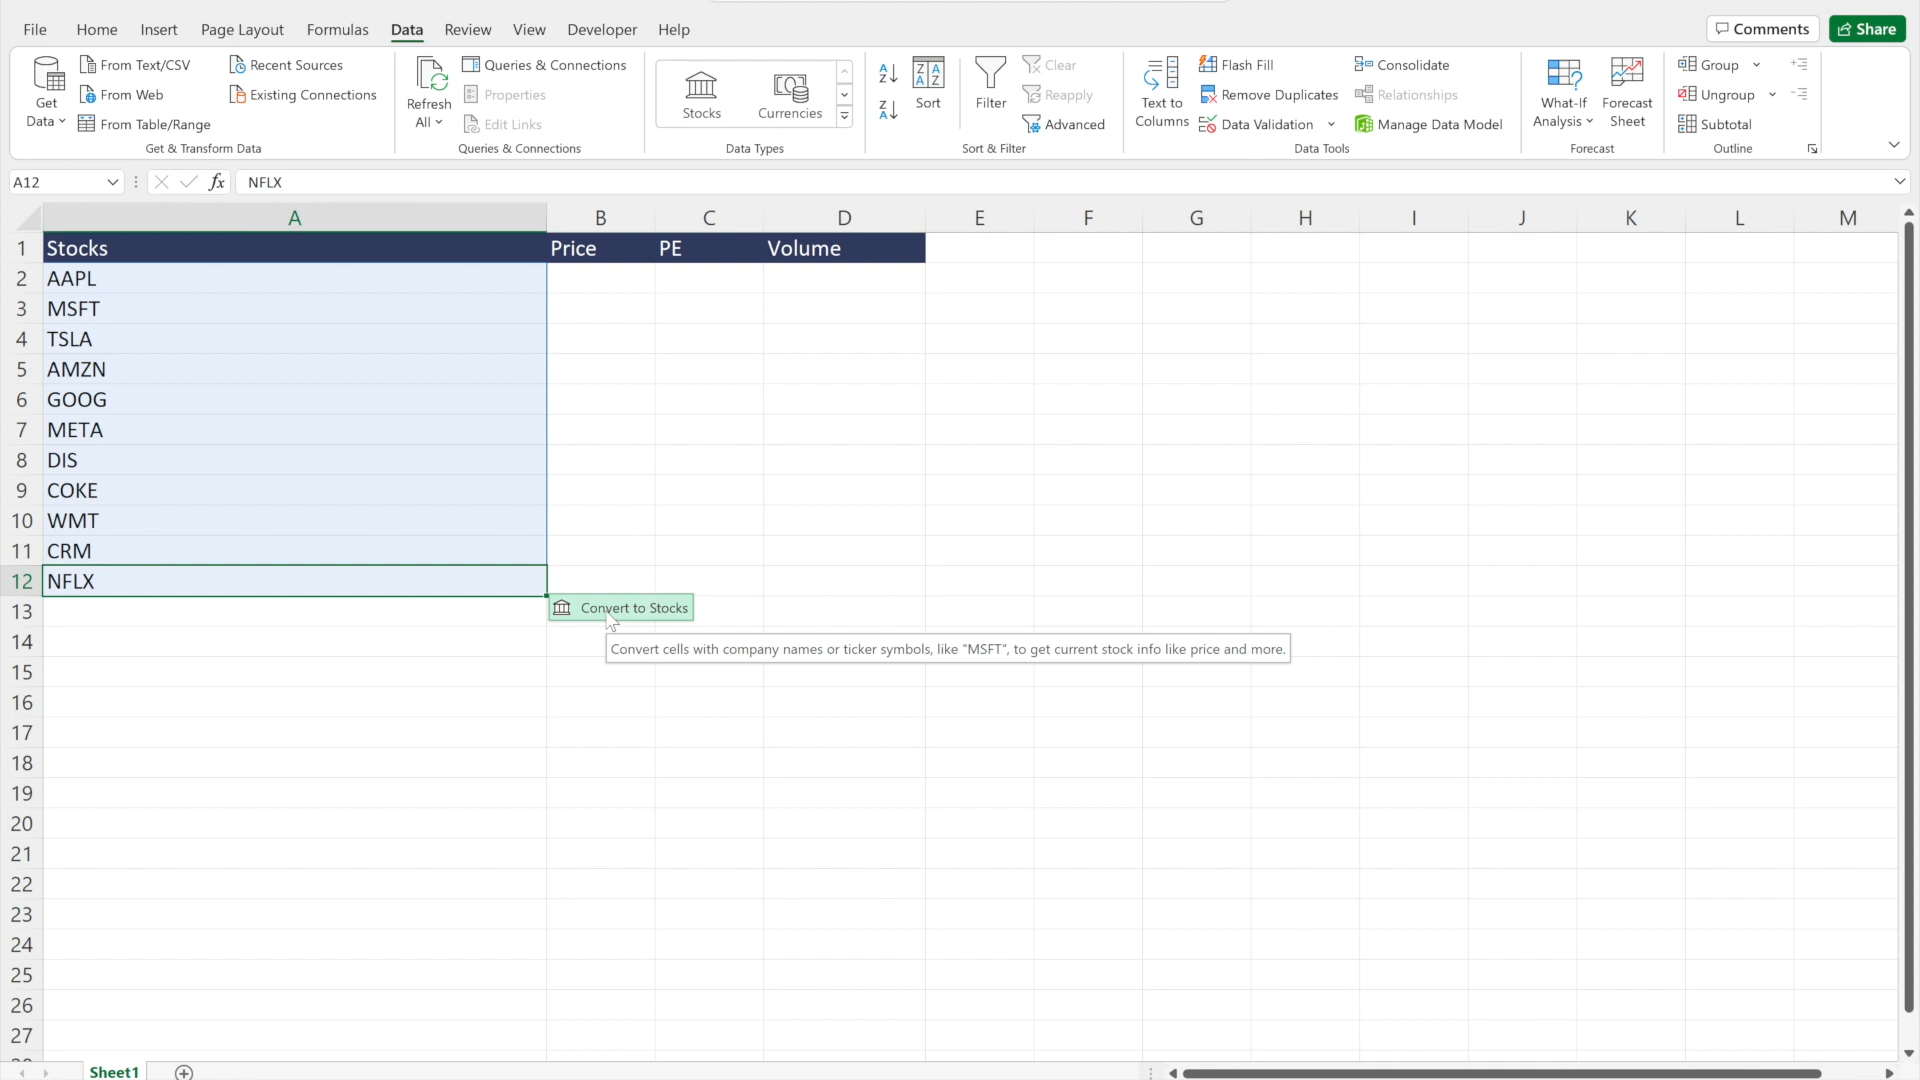 File Home Insert Page Layout Formulas Data Review View Developer Help Comments Share
Get Data
From Text/CSV
From Web
From Table/Range
Recent Sources
Existing Connections
Get & Transform Data
Refresh All
Queries & Connections
Properties
Edit Links
Queries & Connections
Stocks
Currencies
Data Types
Sort
Filter
Clear
Reapply
Advanced
Sort & Filter
Text to Columns
Flash Fill
Remove Duplicates
Data Validation
Consolidate
Relationships
Manage Data Model
Data Tools
What-If Analysis
Forecast Sheet
Forecast
Group
Ungroup
Subtotal
Outline
A12 fx NFLX
A B C D E F G H I J K L M
1 Stocks Price PE Volume
2 AAPL
3 MSFT
4 TSLA
5 AMZN
6 GOOG
7 META
8 DIS
9 COKE
10 WMT
11 CRM
12 NFLX
13 Convert to Stocks
14 Convert cells with company names or ticker symbols, like "MSFT", to get current stock info like price and more.
15
16
17
18
19
20
21
22
23
24
25
26
27
Sheet1